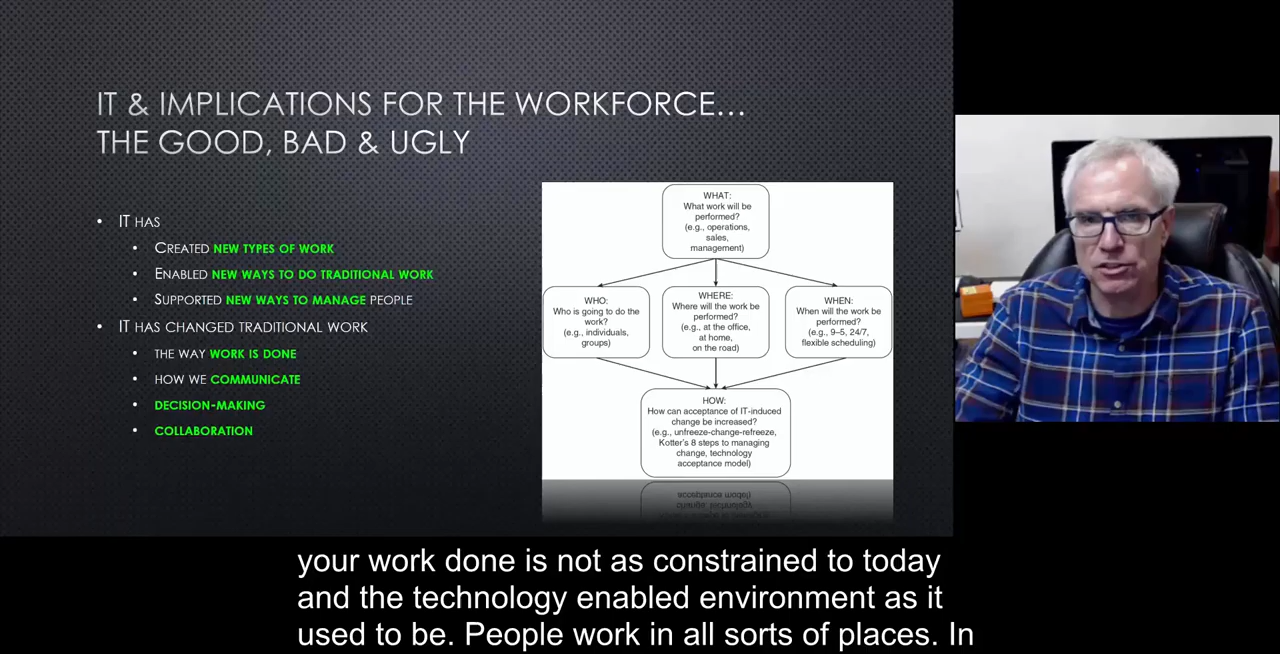 IT & IMPLICATIONS FOR THE WORKFORCE...
THE GOOD, BAD & UGLY
• IT HAS
• CREATED NEW TYPES OF WORK
• ENABLED NEW WAYS TO DO TRADITIONAL WORK
• SUPPORTED NEW WAYS TO MANAGE PEOPLE
• IT HAS CHANGED TRADITIONAL WORK
• THE WAY WORK IS DONE
• HOW WE COMMUNICATE
• DECISION-MAKING
• COLLABORATION
WHAT:
What work will be
performed?
(e.g., operations,
sales,
management)
WHO:
Who is going to do the
work?
(e.g., individuals,
groups)
WHERE:
Where will the work be
performed?
(e.g., at the office,
at home,
on the road)
WHEN:
When will the work be
performed?
(e.g., 9–5, 24/7,
flexible scheduling)
HOW:
How can acceptance of IT-induced
change be increased?
(e.g., unfreeze-change-refreeze,
Kotter's 8 steps to managing
change, technology
acceptance model)
your work done is not as constrained to today
and the technology enabled environment as it
used to be. People work in all sorts of places. In